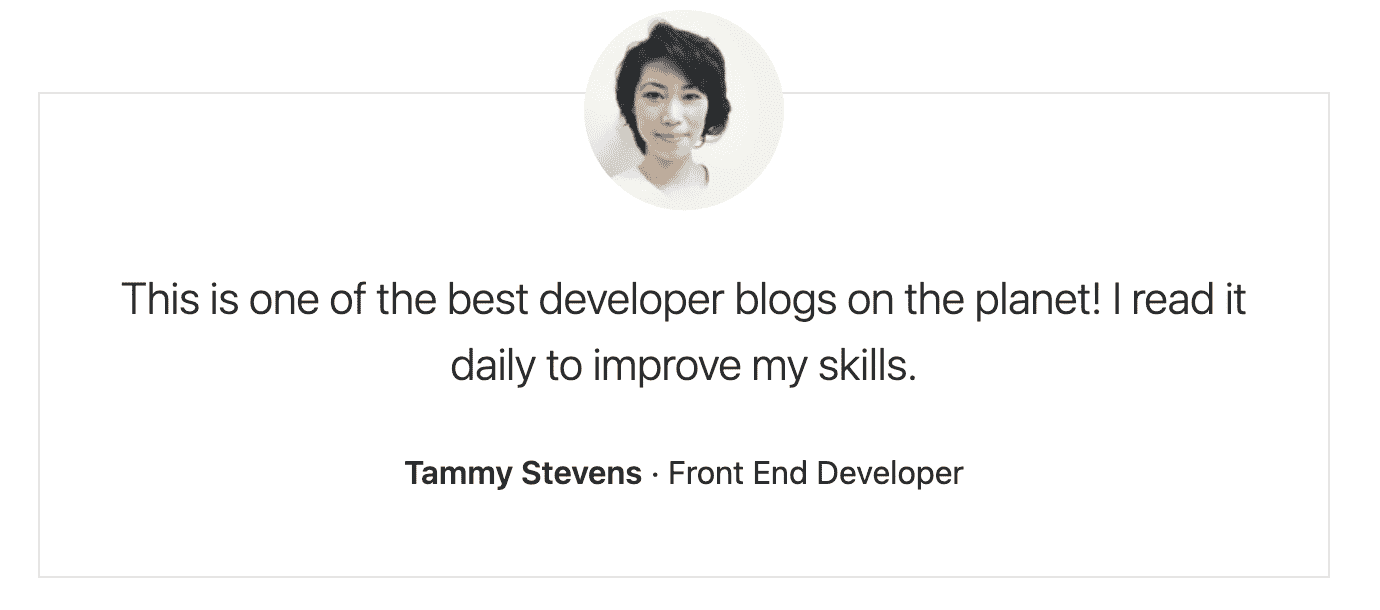 This is one of the best developer blogs on the planet! I read it
daily to improve my skills.
Tammy Stevens · Front End Developer